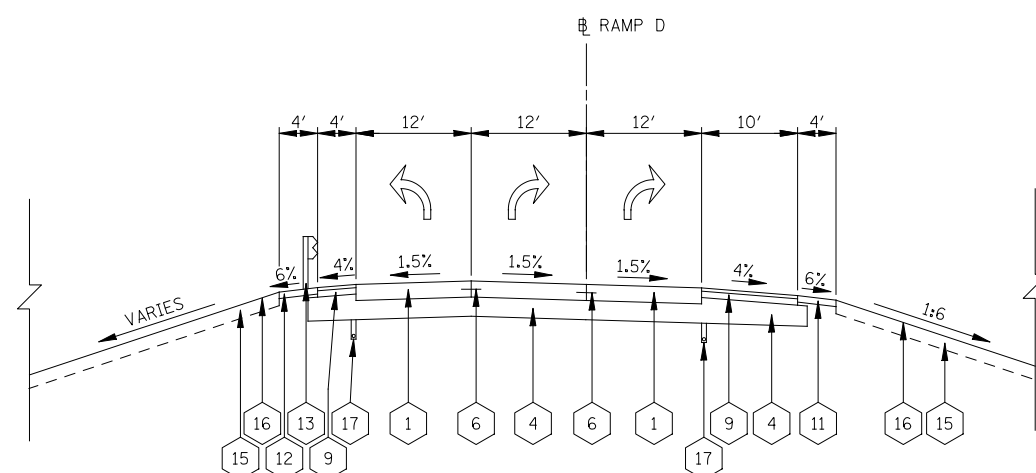 ℄ RAMP D
4' 4' 12' 12' 12' 10' 4'
6% 4% 1.5% 1.5% 1.5% 4% 6%
VARIES 1:6
16 13 17 1 6 4 6 1 9 4 11 16 15
15 12 9 17